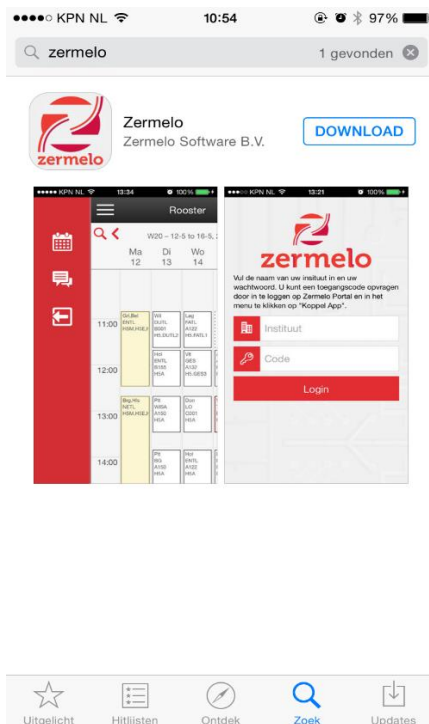 KPN NL 10:54 97%
zermelo 1 gevonden
zermelo
Zermelo
Zermelo Software B.V.
DOWNLOAD
KPN NL 13:34 100%
Rooster
W20 – 12-5 to 16-5,
Ma Di Wo
12 13 14
11:00
12:00
13:00
14:00
KPN NL 13:21 100%
zermelo
Vul de naam van uw insituut in en uw
wachtwoord. U kunt een toegangscode opvragen
door in te loggen op Zermelo Portal en in het
menu te klikken op "Koppel App".
Instituut
Code
Login
Uitgelicht Hitlijsten Ontdek Zoek Updates